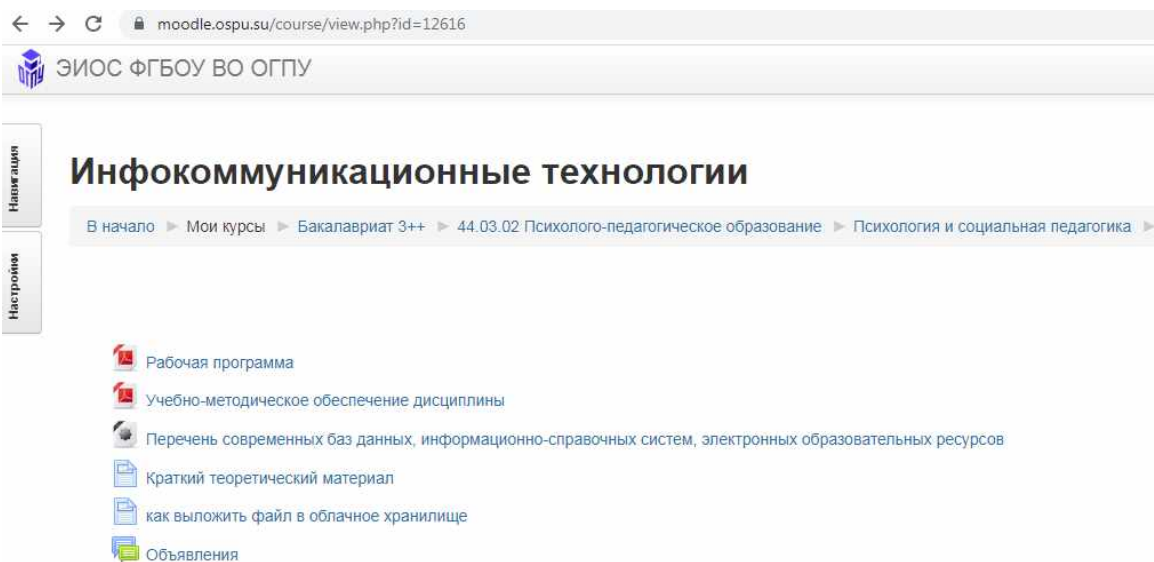 moodle.ospu.su/course/view.php?id=12616
ОГПУ ЭИОС ФГБОУ ВО ОГПУ
Навигация
Инфокоммуникационные технологии
В начало ► Мои курсы ► Бакалавриат 3++ ► 44.03.02 Психолого-педагогическое образование ► Психология и социальная педагогика ►
Настройки
Рабочая программа
Учебно-методическое обеспечение дисциплины
Перечень современных баз данных, информационно-справочных систем, электронных образовательных ресурсов
Краткий теоретический материал
как выложить файл в облачное хранилище
Объявления